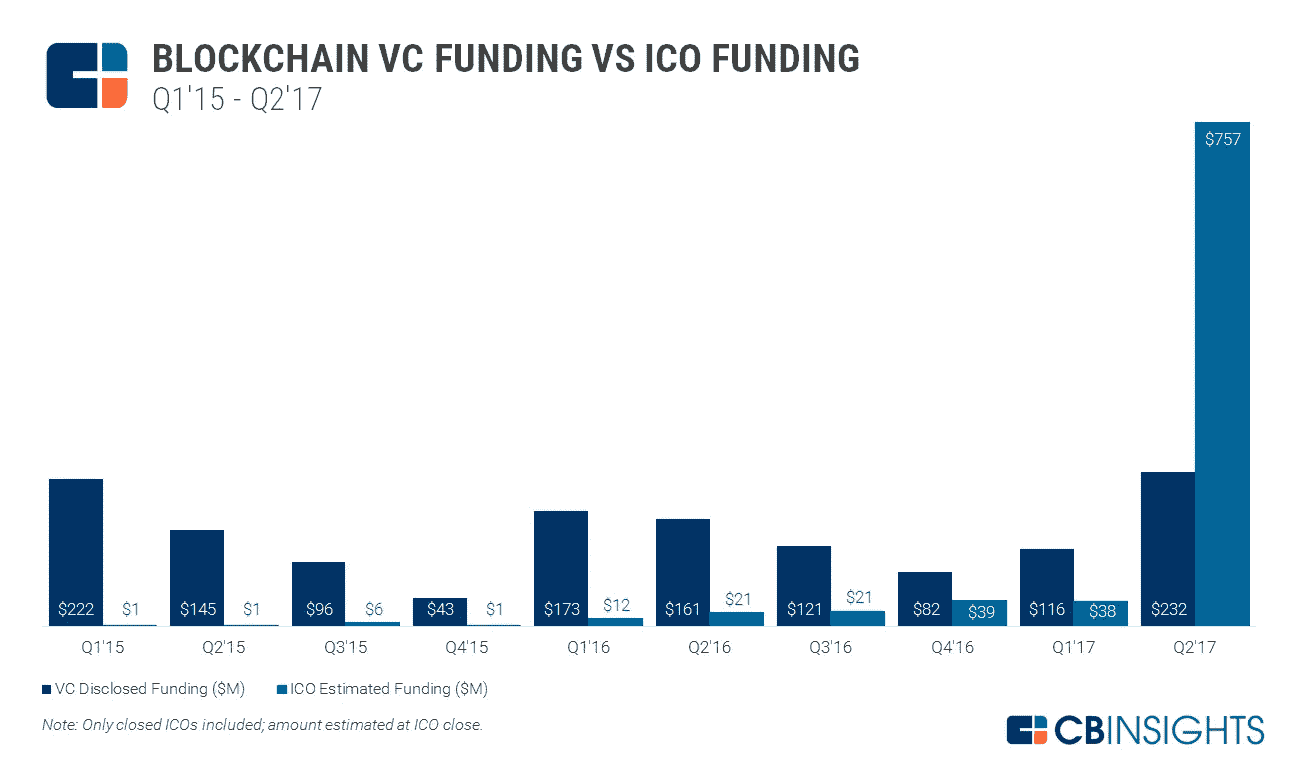 BLOCKCHAIN VC FUNDING VS ICO FUNDING
Q1'15 - Q2'17
$757
$222 $1 $145 $1 $96 $6 $43 $1 $173 $12 $161 $21 $121 $21 $82 $39 $116 $38 $232
Q1'15 Q2'15 Q3'15 Q4'15 Q1'16 Q2'16 Q3'16 Q4'16 Q1'17 Q2'17
VC Disclosed Funding ($M) ICO Estimated Funding ($M)
Note: Only closed ICOs included; amount estimated at ICO close.
CBINSIGHTS